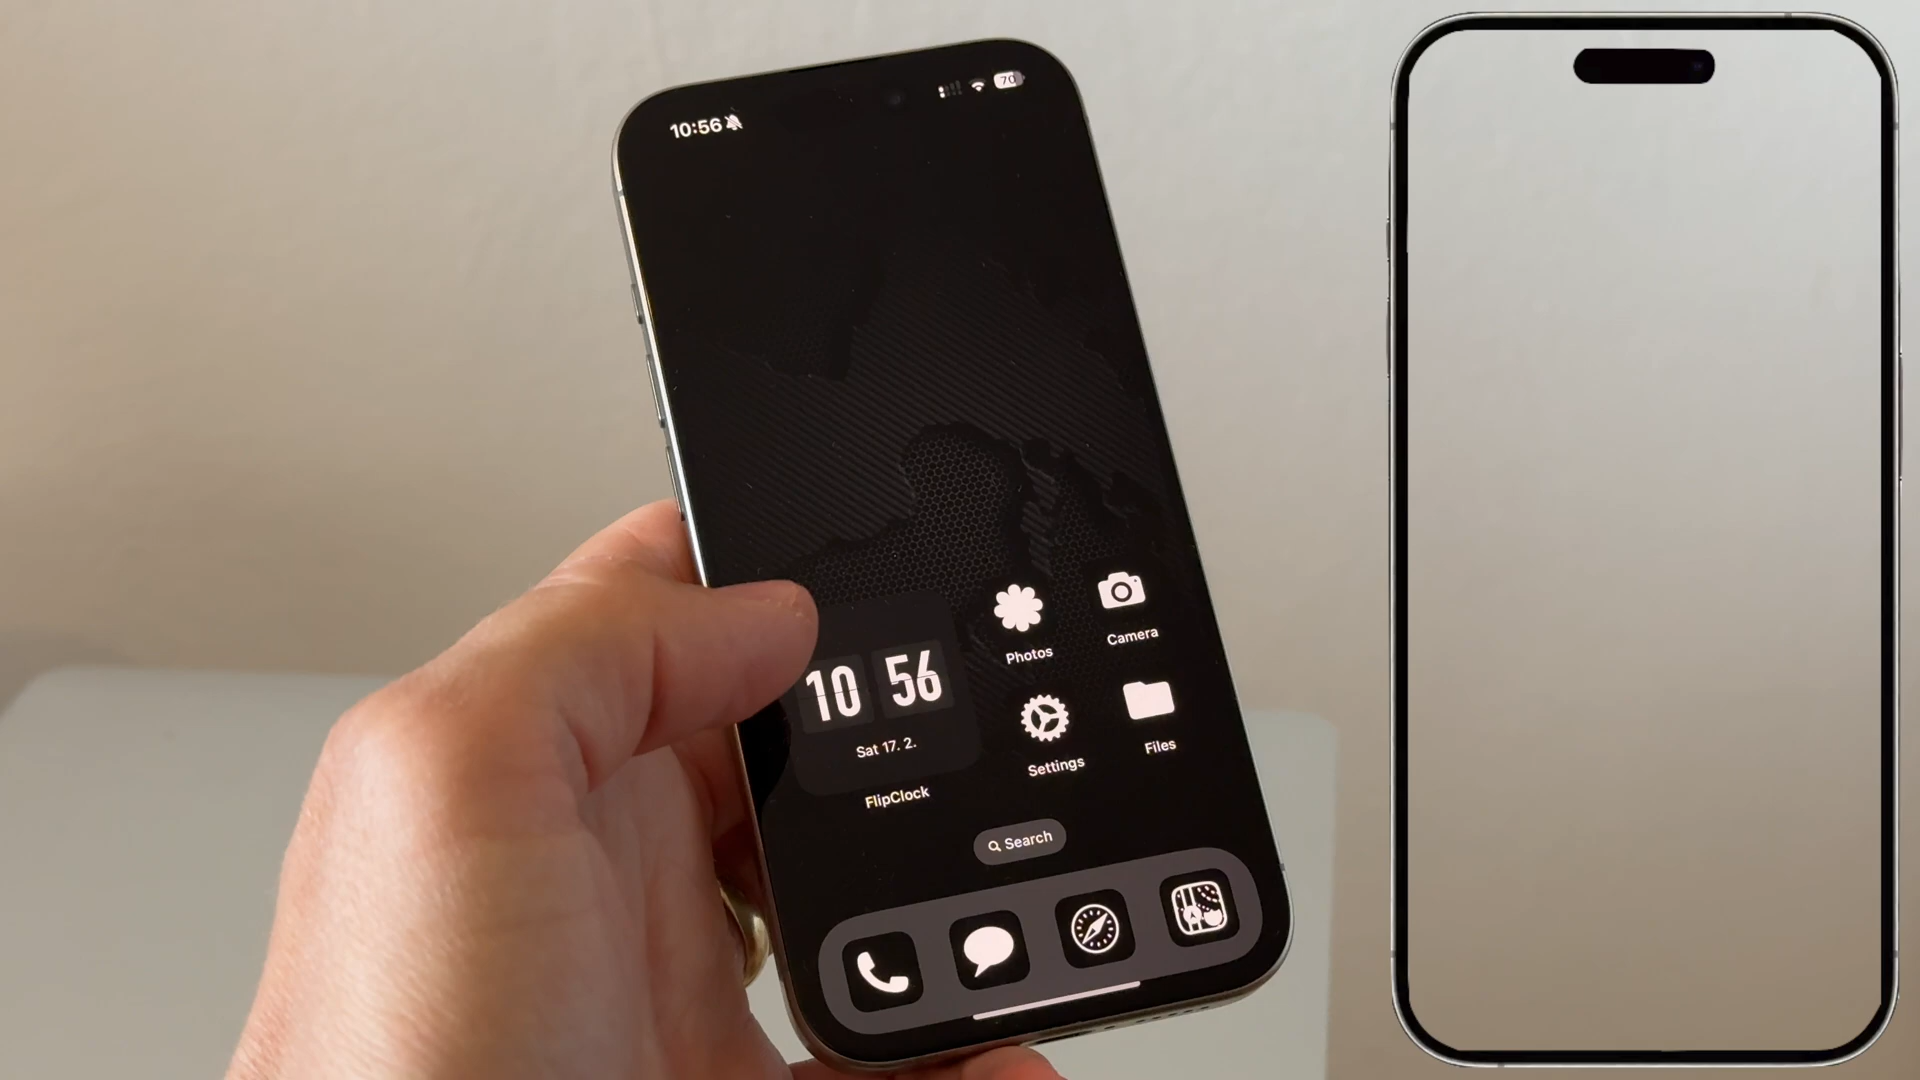 10:56
70
10 56
Sat 17. 2.
FlipClock
Photos
Camera
Settings
Files
Search